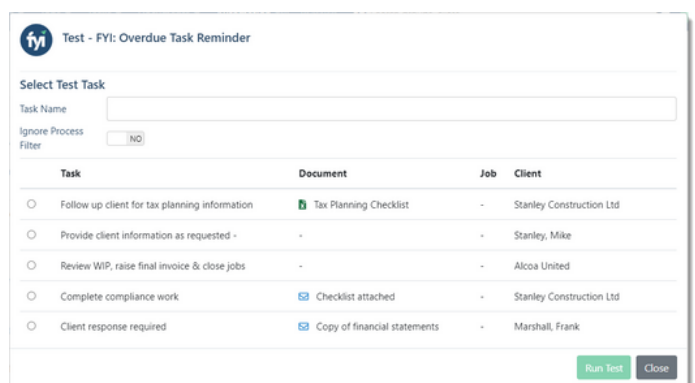 fyi Test - FYI: Overdue Task Reminder
Select Test Task
Task Name
Ignore Process
Filter
NO
Task Document Job Client
Follow up client for tax planning information Tax Planning Checklist - Stanley Construction Ltd
Provide client information as requested - - - Stanley, Mike
Review WIP, raise final invoice & close jobs - - Alcoa United
Complete compliance work Checklist attached - Stanley Construction Ltd
Client response required Copy of financial statements - Marshall, Frank
Run Test Close